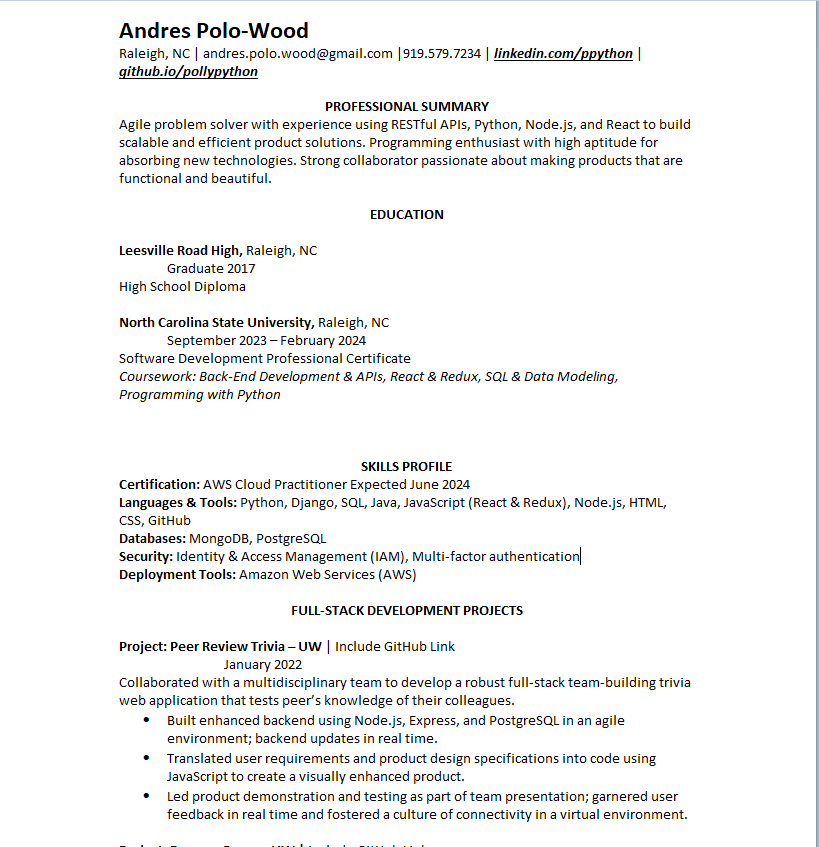 Andres Polo-Wood
Raleigh, NC | andres.polo.wood@gmail.com |919.579.7234 | linkedin.com/ppython |
github.io/pollypython
PROFESSIONAL SUMMARY
Agile problem solver with experience using RESTful APIs, Python, Node.js, and React to build
scalable and efficient product solutions. Programming enthusiast with high aptitude for
absorbing new technologies. Strong collaborator passionate about making products that are
functional and beautiful.
EDUCATION
Leesville Road High, Raleigh, NC
Graduate 2017
High School Diploma
North Carolina State University, Raleigh, NC
September 2023 – February 2024
Software Development Professional Certificate
Coursework: Back-End Development & APIs, React & Redux, SQL & Data Modeling,
Programming with Python
SKILLS PROFILE
Certification: AWS Cloud Practitioner Expected June 2024
Languages & Tools: Python, Django, SQL, Java, JavaScript (React & Redux), Node.js, HTML,
CSS, GitHub
Databases: MongoDB, PostgreSQL
Security: Identity & Access Management (IAM), Multi-factor authentication
Deployment Tools: Amazon Web Services (AWS)
FULL-STACK DEVELOPMENT PROJECTS
Project: Peer Review Trivia – UW | Include GitHub Link
January 2022
Collaborated with a multidisciplinary team to develop a robust full-stack team-building trivia
web application that tests peer’s knowledge of their colleagues.
• Built enhanced backend using Node.js, Express, and PostgreSQL in an agile
environment; backend updates in real time.
• Translated user requirements and product design specifications into code using
JavaScript to create a visually enhanced product.
• Led product demonstration and testing as part of team presentation; garnered user
feedback in real time and fostered a culture of connectivity in a virtual environment.